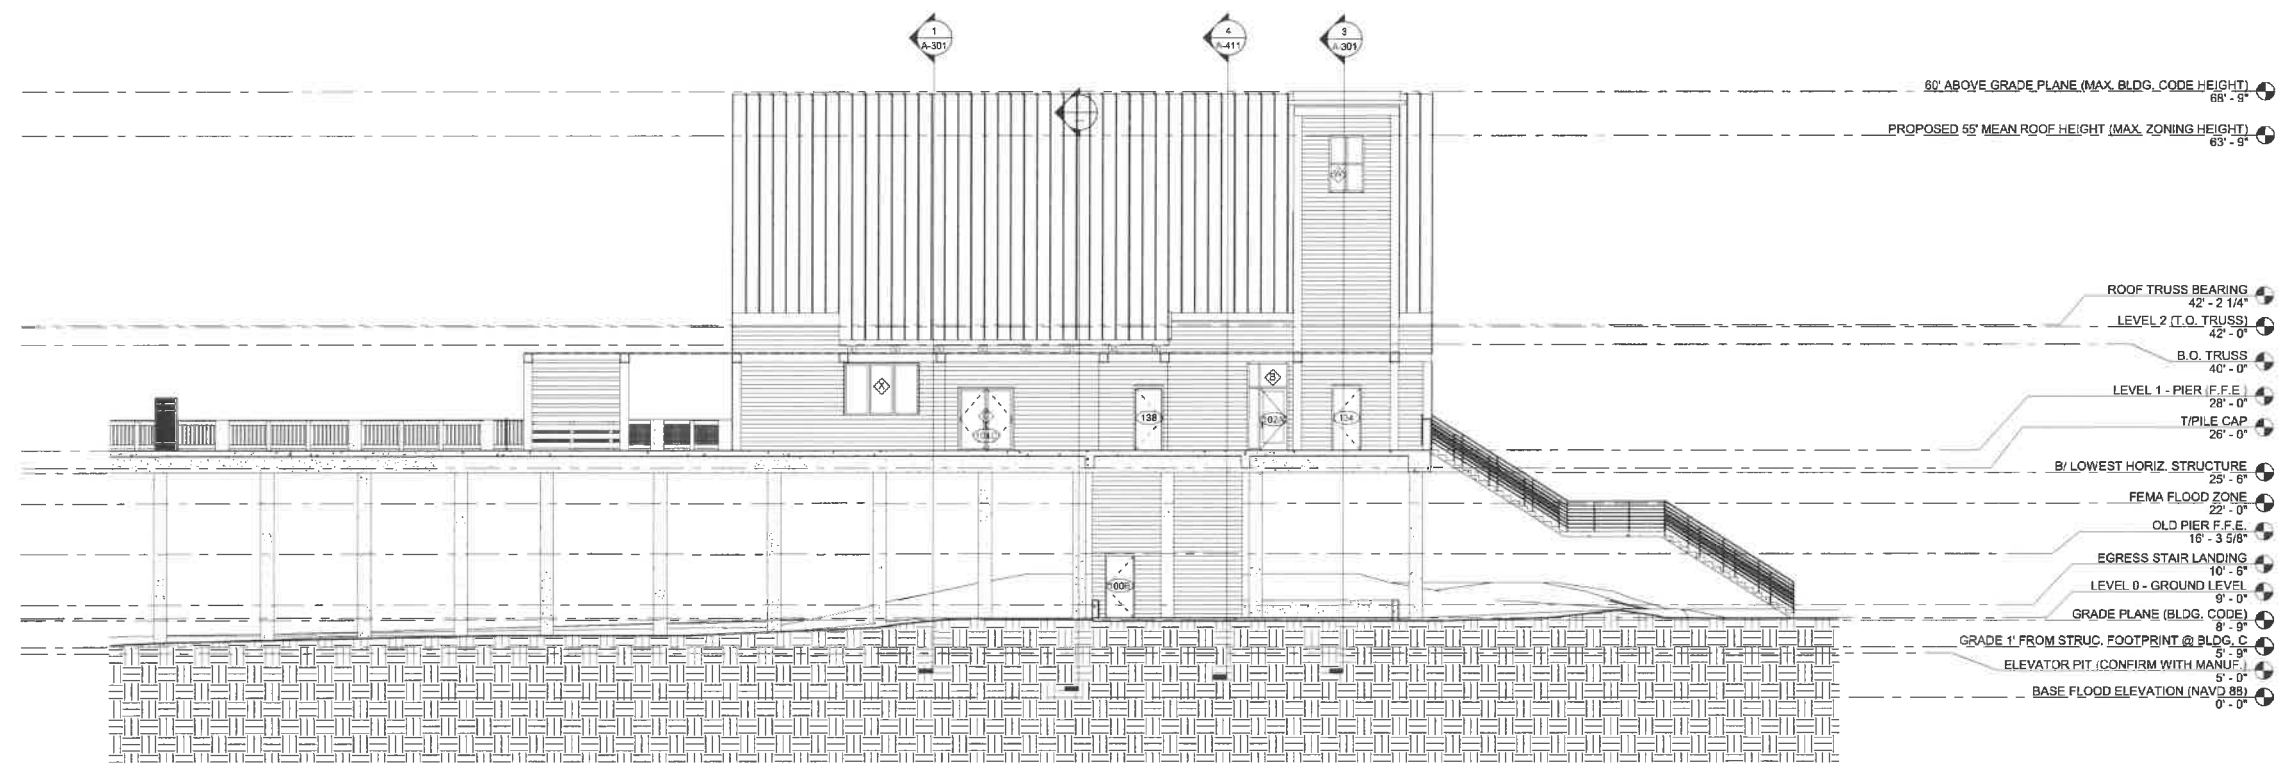 1
A-301
4
A-411
3
A-301
60' ABOVE GRADE PLANE (MAX. BLDG. CODE HEIGHT)
68' - 9"
PROPOSED 55' MEAN ROOF HEIGHT (MAX. ZONING HEIGHT)
63' - 9"
W
ROOF TRUSS BEARING
42' - 2 1/4"
LEVEL 2 (T.O. TRUSS)
42' - 0"
B.O. TRUSS
40' - 0"
X
B
LEVEL 1 - PIER (F.F.E.)
28' - 0"
138
134
T/PILE CAP
26' - 0"
B/ LOWEST HORIZ. STRUCTURE
25' - 6"
FEMA FLOOD ZONE
22' - 0"
OLD PIER F.F.E.
16' - 3 5/8"
EGRESS STAIR LANDING
10' - 6"
006
LEVEL 0 - GROUND LEVEL
9' - 0"
GRADE PLANE (BLDG. CODE)
8' - 9"
GRADE 1' FROM STRUC. FOOTPRINT @ BLDG. C
5' - 9"
ELEVATOR PIT (CONFIRM WITH MANUF.)
5' - 0"
BASE FLOOD ELEVATION (NAVD 88)
0' - 0"